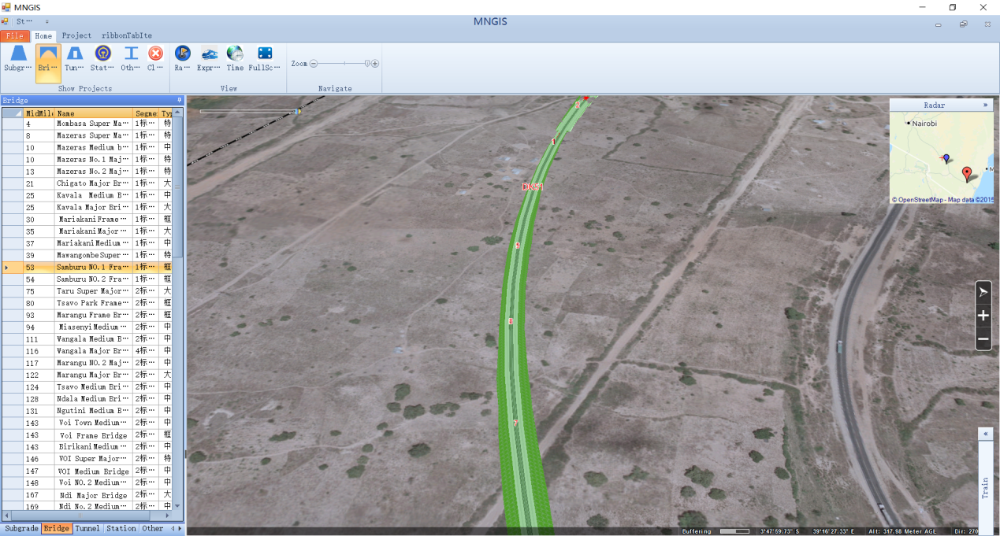 MNGIS
St…
MNGIS
File Home Project ribbonTabIte
Subgr… Bri… Tun… Stat… Oth… Cl… Ra… Expr… Time FullSc… Zoom
Show Projects View Navigate
Bridge
MidMil Name Segme Ty
4 Mombasa Super Ma… 1标… 特
8 Mazeras Super Ma… 1标… 特
10 Mazeras Medium b… 1标… 中
10 Mazeras No.1 Maj… 1标… 特
13 Mazeras No.2 Maj… 1标… 特
21 Chigato Major Br… 1标… 大
25 Kavala Medium B… 1标… 中
25 Kavala Major Bri… 1标… 大
30 Mariakani Frame … 1标… 框
35 Mariakani Major … 1标… 大
37 Mariakani Medium … 1标… 中
39 Mawangombe Super … 1标… 特
53 Samburu NO.1 Fra… 1标… 框
54 Samburu NO.2 Fra… 1标… 框
75 Taru Super Major… 2标… 大
80 Tsavo Park Frame… 2标… 框
93 Marangu Frame Br… 2标… 框
94 Miasenyi Medium … 2标… 中
111 Vangala Medium B… 2标… 中
116 Vangala Major Br… 4标… 中
117 Marangu NO.2 Maj… 2标… 中
122 Marangu Major Br… 2标… 大
124 Tsavo Medium Bri… 2标… 中
128 Ndala Medium Bri… 2标… 中
131 Ngutini Medium B… 2标… 中
143 Voi Town Medium… 2标… 中
143 Voi Frame Bridge 2标… 框
143 Birikani Medium … 2标… 中
146 VOI Super Major… 2标… 特
147 VOI Medium Bridge 2标… 中
148 Voi NO.2 Medium… 2标… 中
167 Ndi Major Bridge 2标… 大
169 Ndi No.2 Medium… 2标… 中
Subgrade Bridge Tunnel Station Other
2
1
DK51
9
8
7
Radar »
Nairobi
M
© OpenStreetMap - Map data ©2015
«
Train
Buffering 3°47'59.73" S 39°16'27.33" E Alt: 317.98 Meter AGE Dir: 270